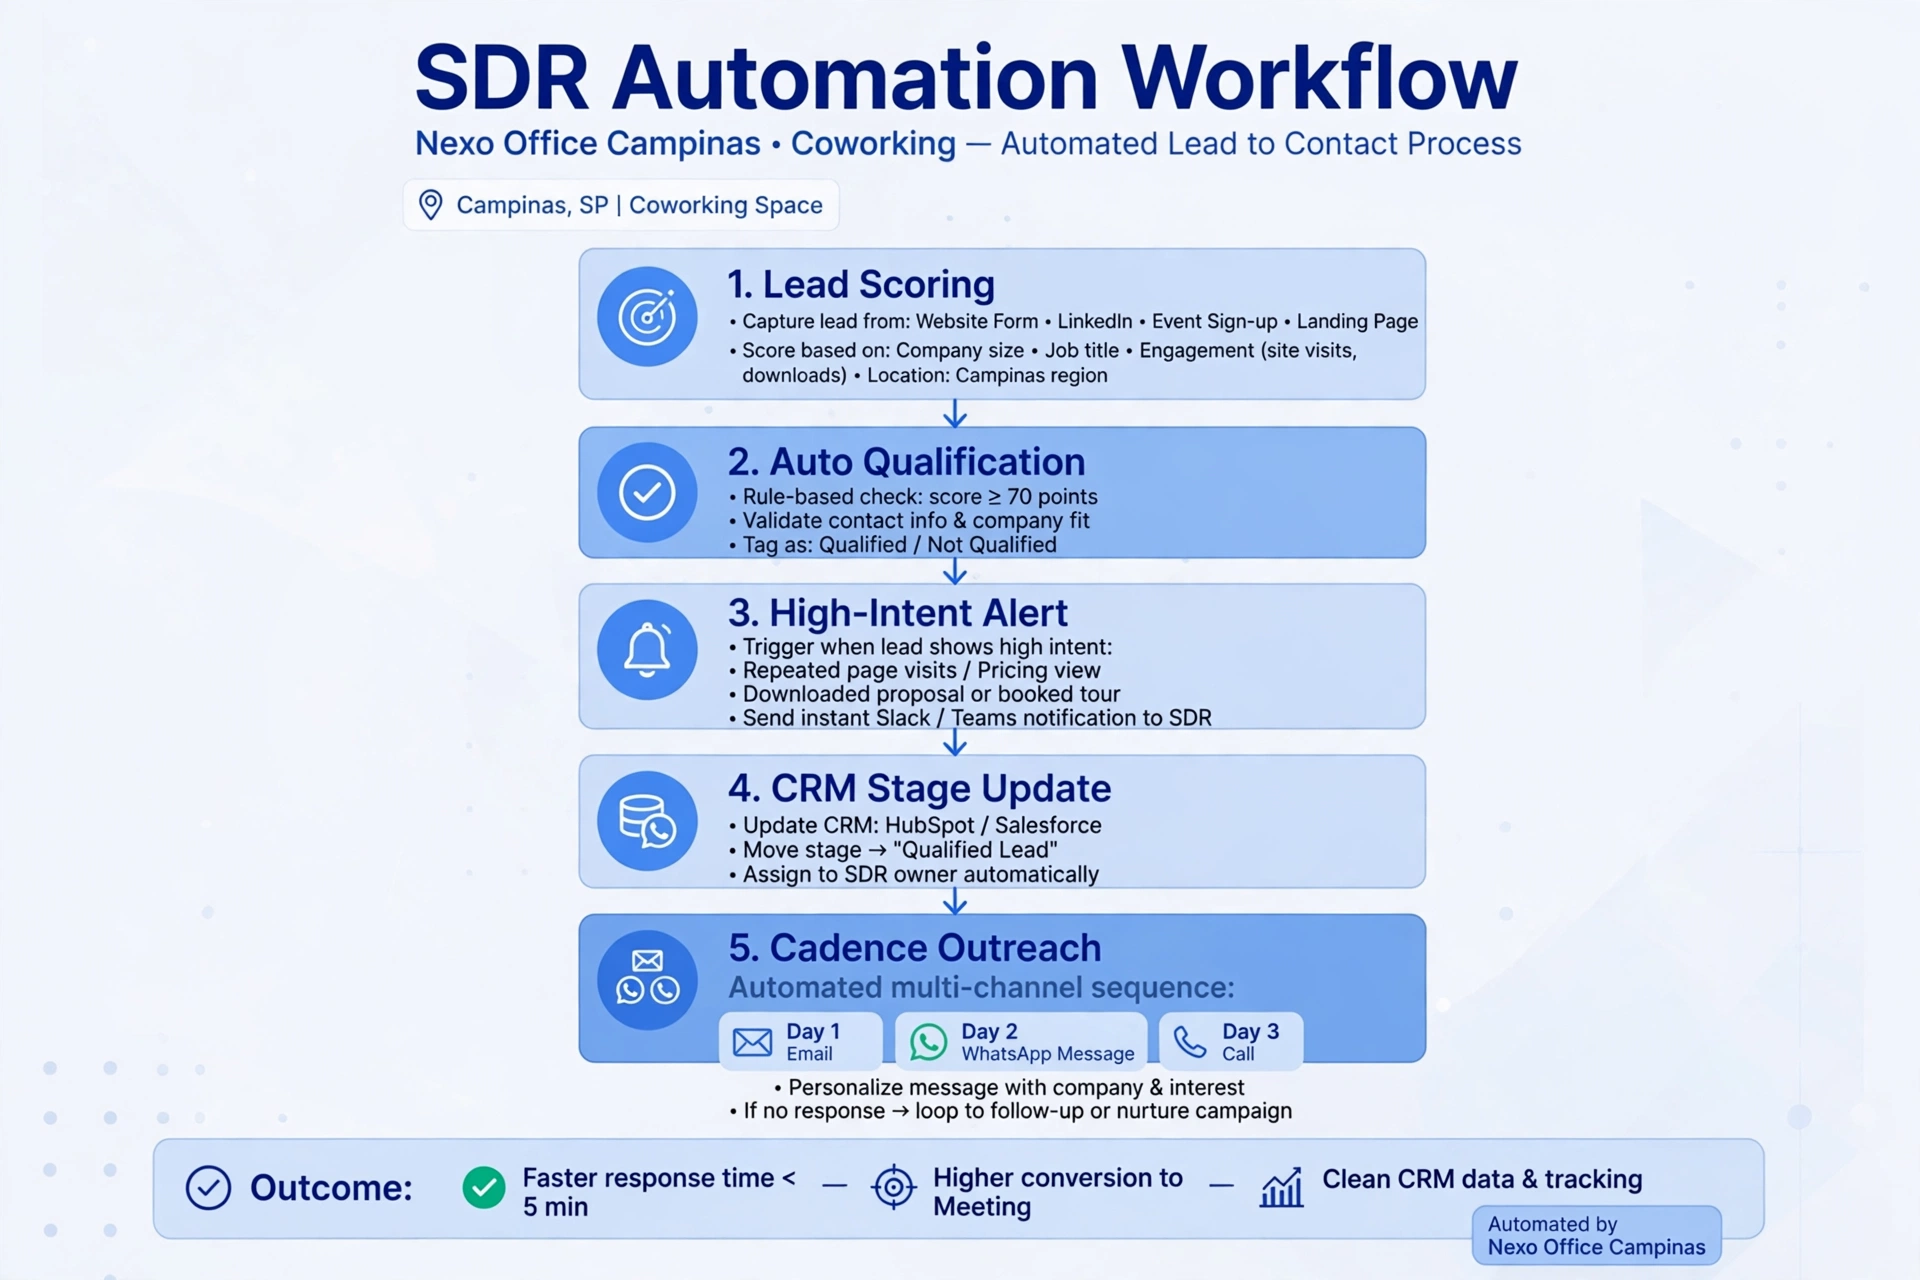 SDR Automation Workflow
Nexo Office Campinas • Coworking — Automated Lead to Contact Process
Campinas, SP | Coworking Space
1. Lead Scoring
• Capture lead from: Website Form • LinkedIn • Event Sign-up • Landing Page
• Score based on: Company size • Job title • Engagement (site visits,
downloads) • Location: Campinas region
2. Auto Qualification
• Rule-based check: score ≥ 70 points
• Validate contact info & company fit
• Tag as: Qualified / Not Qualified
3. High-Intent Alert
• Trigger when lead shows high intent:
• Repeated page visits / Pricing view
• Downloaded proposal or booked tour
• Send instant Slack / Teams notification to SDR
4. CRM Stage Update
• Update CRM: HubSpot / Salesforce
• Move stage → "Qualified Lead"
• Assign to SDR owner automatically
5. Cadence Outreach
Automated multi-channel sequence:
Day 1
Email
Day 2
WhatsApp Message
Day 3
Call
• Personalize message with company & interest
• If no response → loop to follow-up or nurture campaign
Outcome:
Faster response time <
5 min
—
Higher conversion to
Meeting
—
Clean CRM data & tracking
Automated by
Nexo Office Campinas